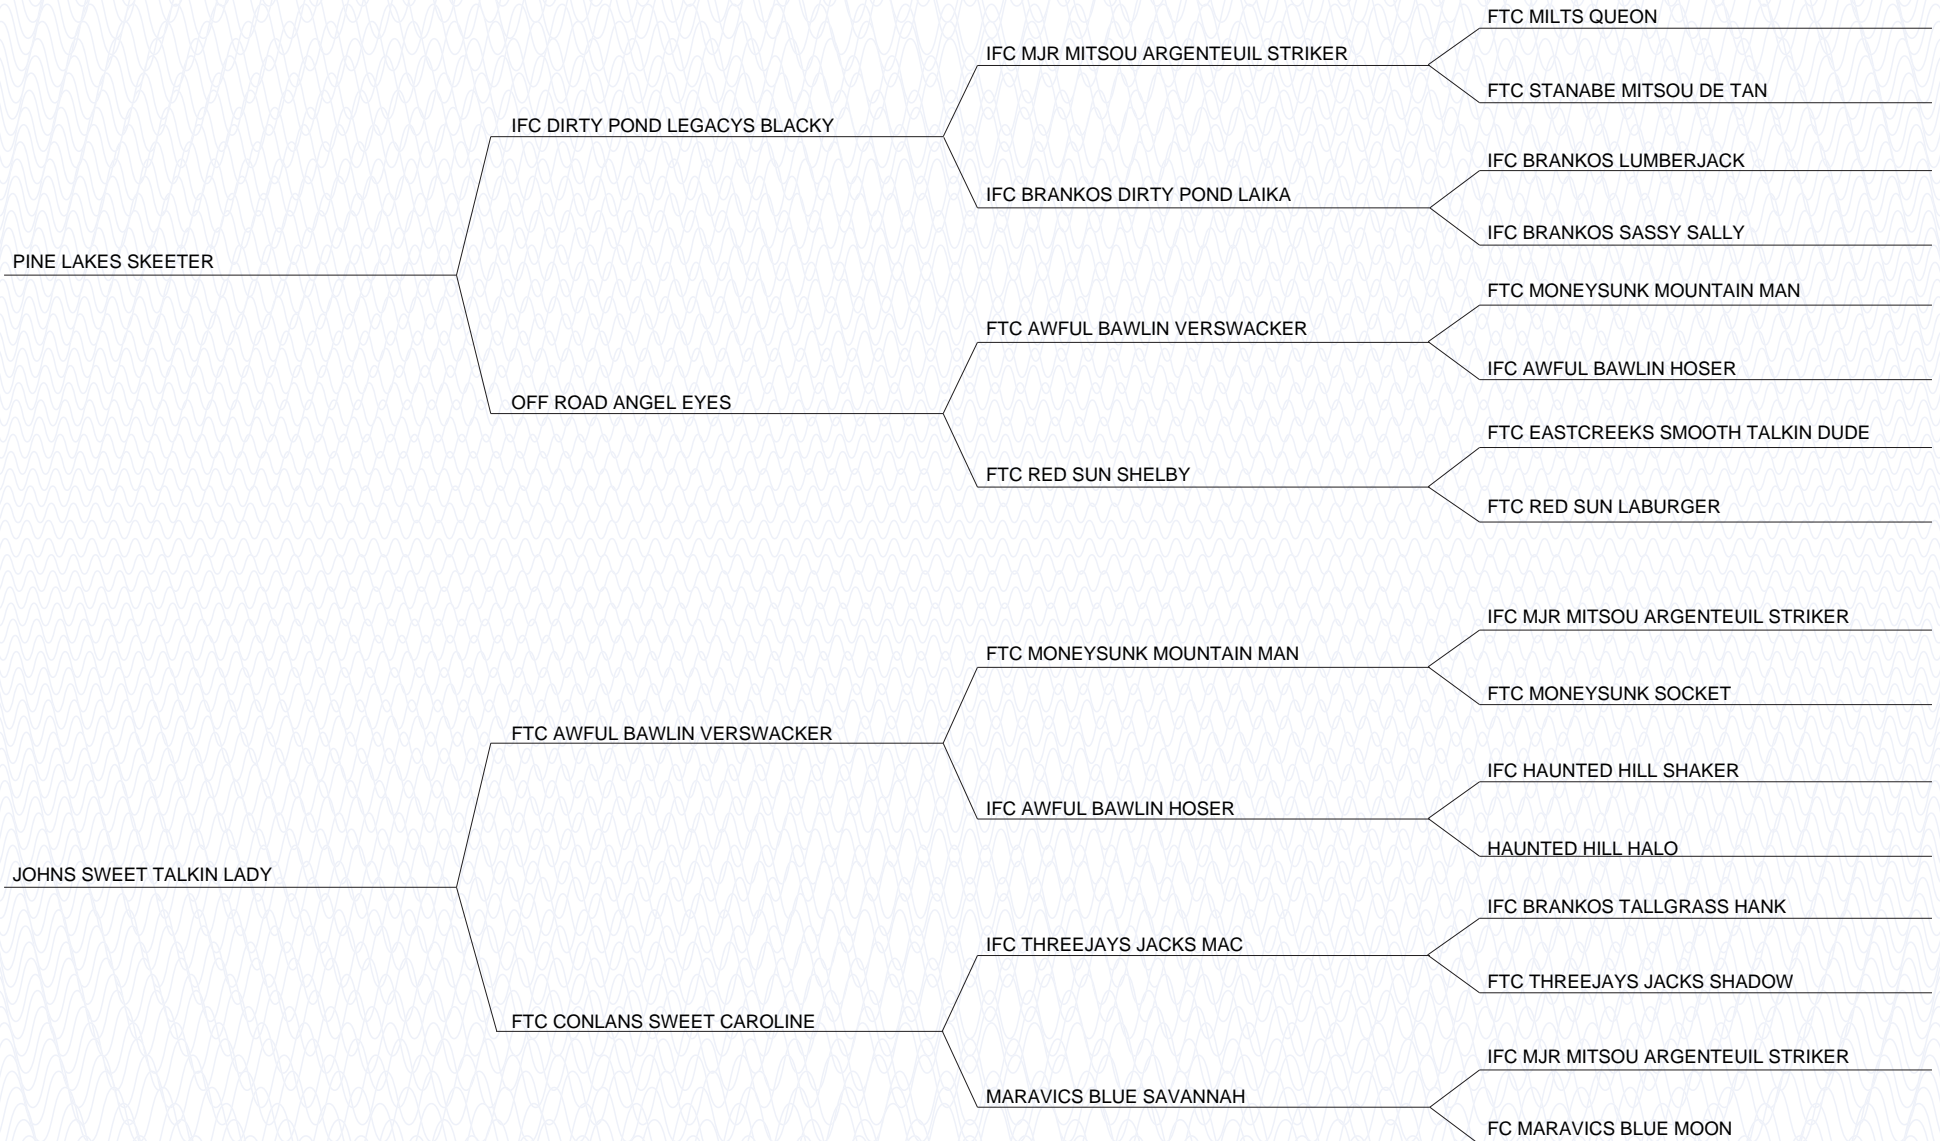 FTC MILTS QUEON
IFC MJR MITSOU ARGENTEUIL STRIKER
FTC STANABE MITSOU DE TAN
IFC DIRTY POND LEGACYS BLACKY
IFC BRANKOS LUMBERJACK
IFC BRANKOS DIRTY POND LAIKA
IFC BRANKOS SASSY SALLY
PINE LAKES SKEETER
FTC MONEYSUNK MOUNTAIN MAN
FTC AWFUL BAWLIN VERSWACKER
IFC AWFUL BAWLIN HOSER
OFF ROAD ANGEL EYES
FTC EASTCREEKS SMOOTH TALKIN DUDE
FTC RED SUN SHELBY
FTC RED SUN LABURGER
IFC MJR MITSOU ARGENTEUIL STRIKER
FTC MONEYSUNK MOUNTAIN MAN
FTC MONEYSUNK SOCKET
FTC AWFUL BAWLIN VERSWACKER
IFC HAUNTED HILL SHAKER
IFC AWFUL BAWLIN HOSER
HAUNTED HILL HALO
JOHNS SWEET TALKIN LADY
IFC BRANKOS TALLGRASS HANK
IFC THREEJAYS JACKS MAC
FTC THREEJAYS JACKS SHADOW
FTC CONLANS SWEET CAROLINE
IFC MJR MITSOU ARGENTEUIL STRIKER
MARAVICS BLUE SAVANNAH
FC MARAVICS BLUE MOON